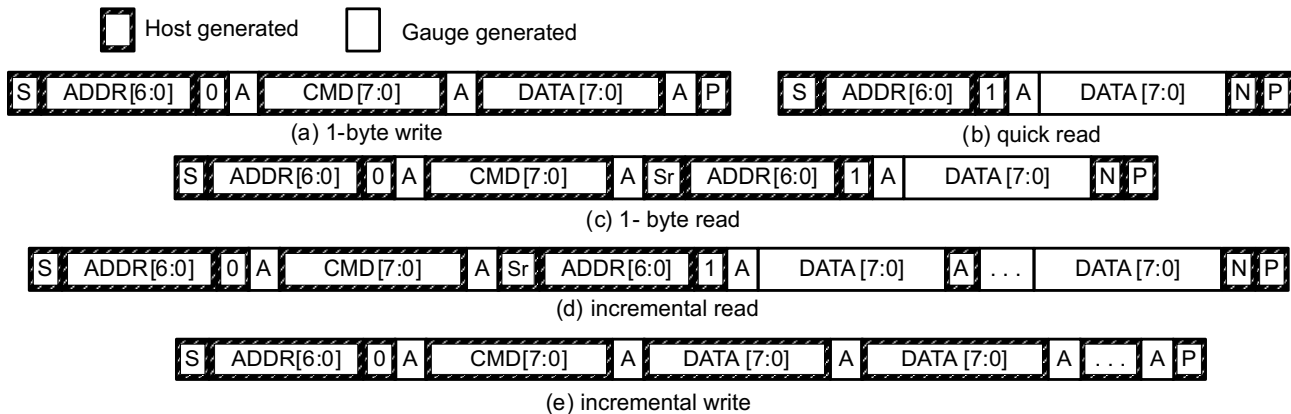 Host generated Gauge generated
S ADDR[6:0] 0 A CMD[7:0] A DATA [7:0] A P
(a) 1-byte write
S ADDR[6:0] 1 A DATA [7:0] N P
(b) quick read
S ADDR[6:0] 0 A CMD[7:0] A Sr ADDR[6:0] 1 A DATA [7:0] N P
(c) 1- byte read
S ADDR[6:0] 0 A CMD[7:0] A Sr ADDR[6:0] 1 A DATA [7:0] A . . . DATA [7:0] N P
(d) incremental read
S ADDR[6:0] 0 A CMD[7:0] A DATA [7:0] A DATA [7:0] A . . . A P
(e) incremental write